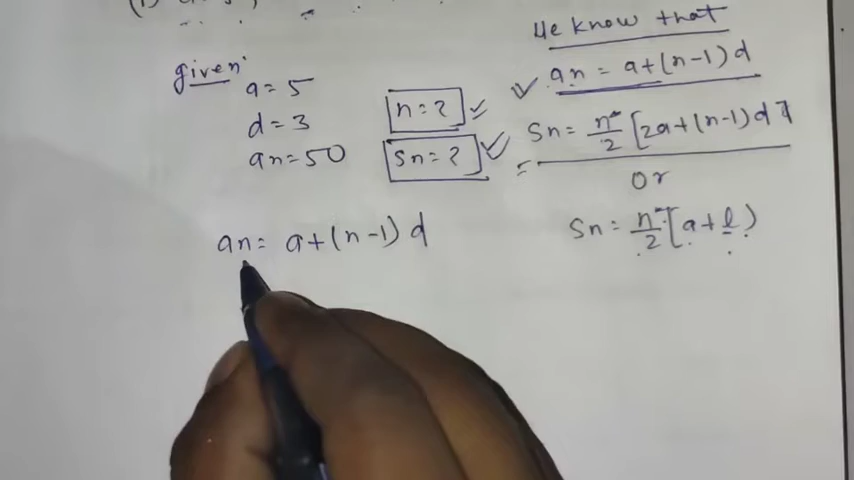 given
a = 5
d = 3
an = 50
n = ?
Sn = ?
We know that
an = a + (n-1) d
Sn = n/2 [2a + (n-1) d]
Or
Sn = n/2 [a + l)
an = a + (n-1) d